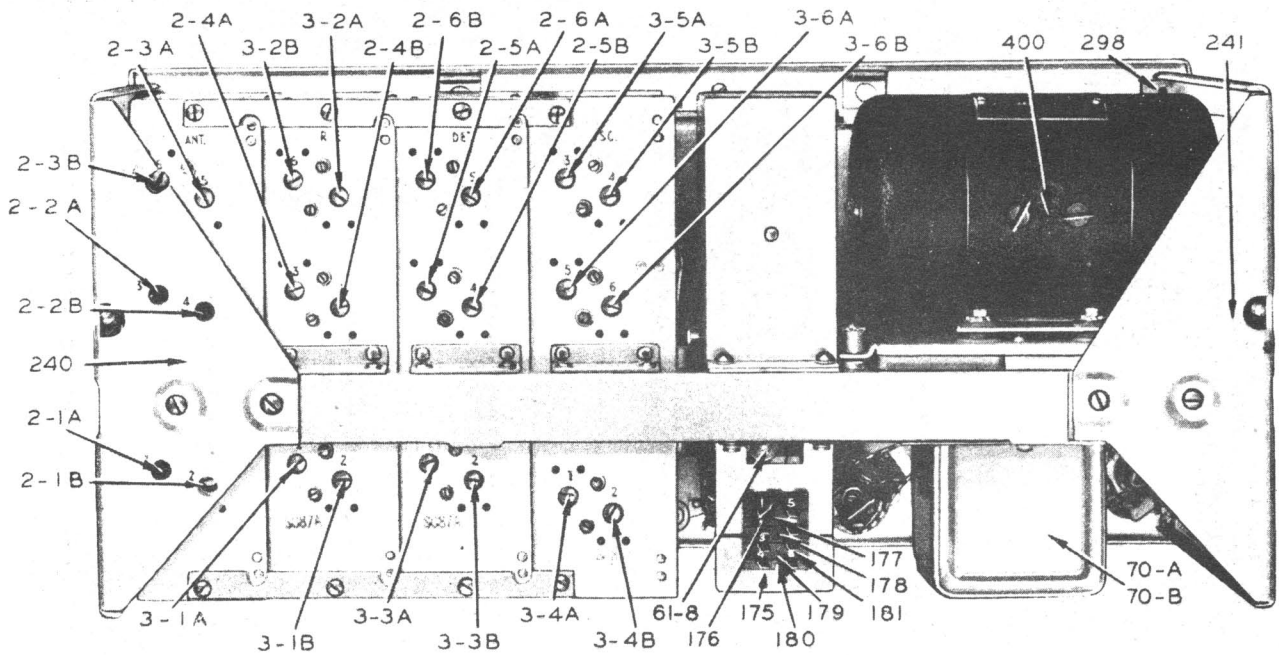 2-4A 3-2A 2-6B 2-6A 3-5A 3-6A
2-3A 3-2B 2-4B 2-5A 2-5B 3-5B 3-6B 400 298 241
ANT. R DET SC.
2-3B
6 5 6 5 3 4
2-2A
3 4 3 4 5 6
2-2B
240
2-1A
1 2 2 2 1 2
2-1B
1 5
SC87A SC87A
177
178
181
179
180
175
176
61-8
70-A
70-B
3-1A 3-1B 3-3A 3-3B 3-4A 3-4B